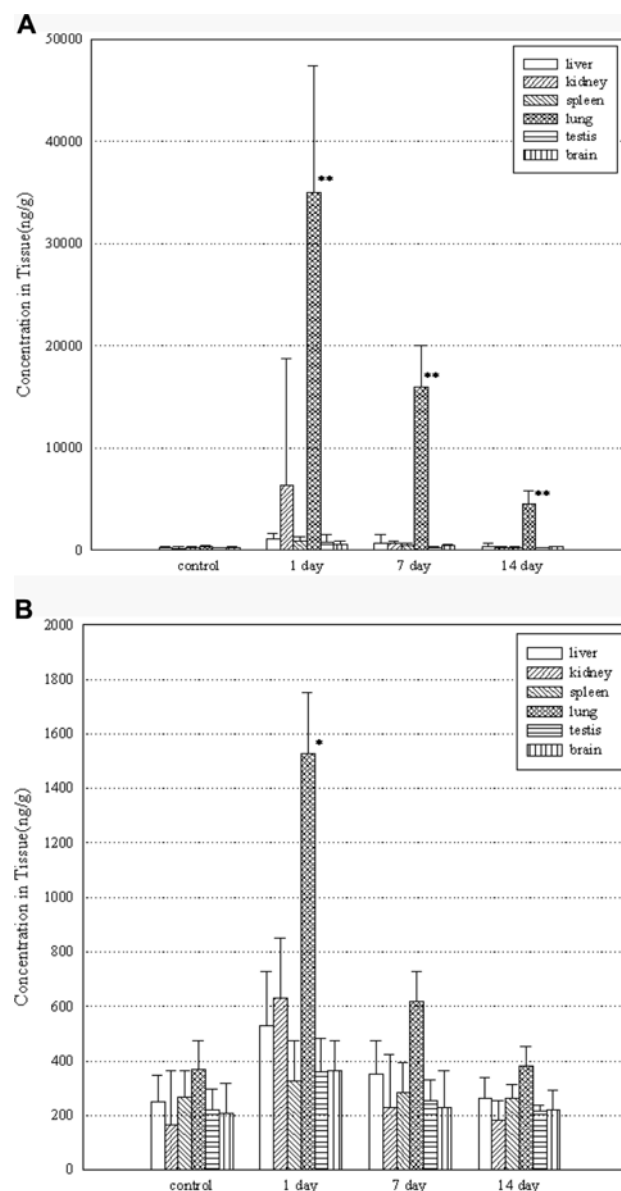 A
50000
40000
30000
20000
10000
0
Concentration in Tissue(ng/g)
liver
kidney
spleen
lung
testis
brain
**
**
**
control 1 day 7 day 14 day
B
2000
1800
1600
1400
1200
1000
800
600
400
200
0
Concentration in Tissue(ng/g)
liver
kidney
spleen
lung
testis
brain
*
control 1 day 7 day 14 day